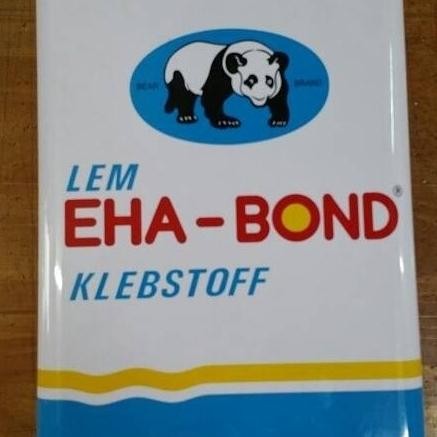 BEAR BRAND
LEM
EHA-BOND®
KLEBSTOFF